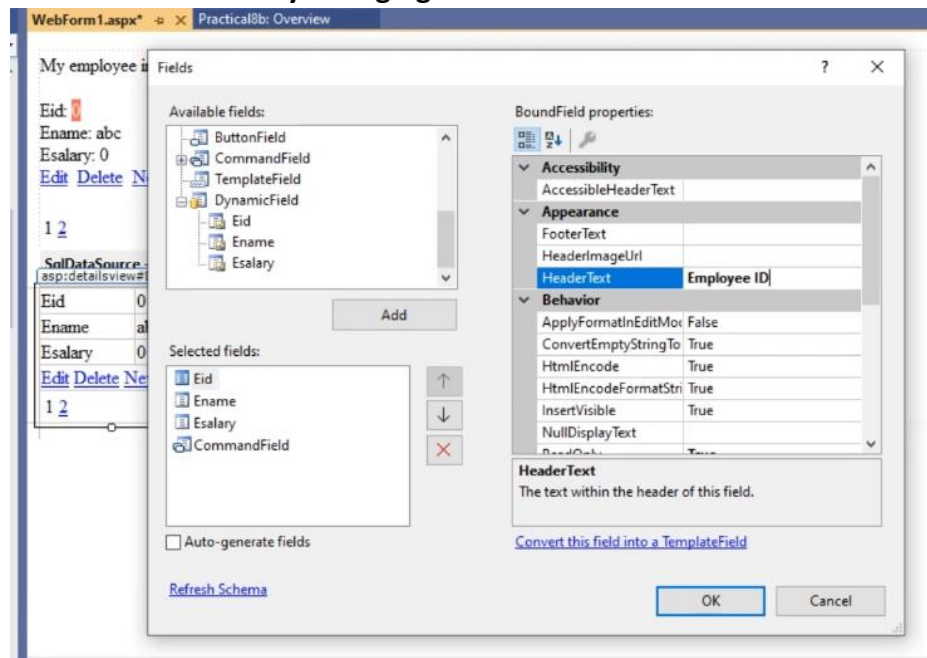 WebForm1.aspx* Practical8b: Overview
My employee
Fields ? ×
Eid: 0
Ename: abc
Esalary: 0
Edit Delete
1 2
SqlDataSource
asp:detailsview#
Eid 0
Ename
Esalary 0
Edit Delete
1 2
Available fields:
ButtonField
CommandField
TemplateField
DynamicField
Eid
Ename
Esalary
Add
Selected fields:
Eid
Ename
Esalary
CommandField
Auto-generate fields
Refresh Schema
BoundField properties:
Accessibility
AccessibleHeaderText
Appearance
FooterText
HeaderImageUrl
HeaderText Employee ID
Behavior
ApplyFormatInEditMo False
ConvertEmptyStringTo True
HtmlEncode True
HtmlEncodeFormatStri True
InsertVisible True
NullDisplayText
ReadOnly True
HeaderText
The text within the header of this field.
Convert this field into a TemplateField
OK Cancel